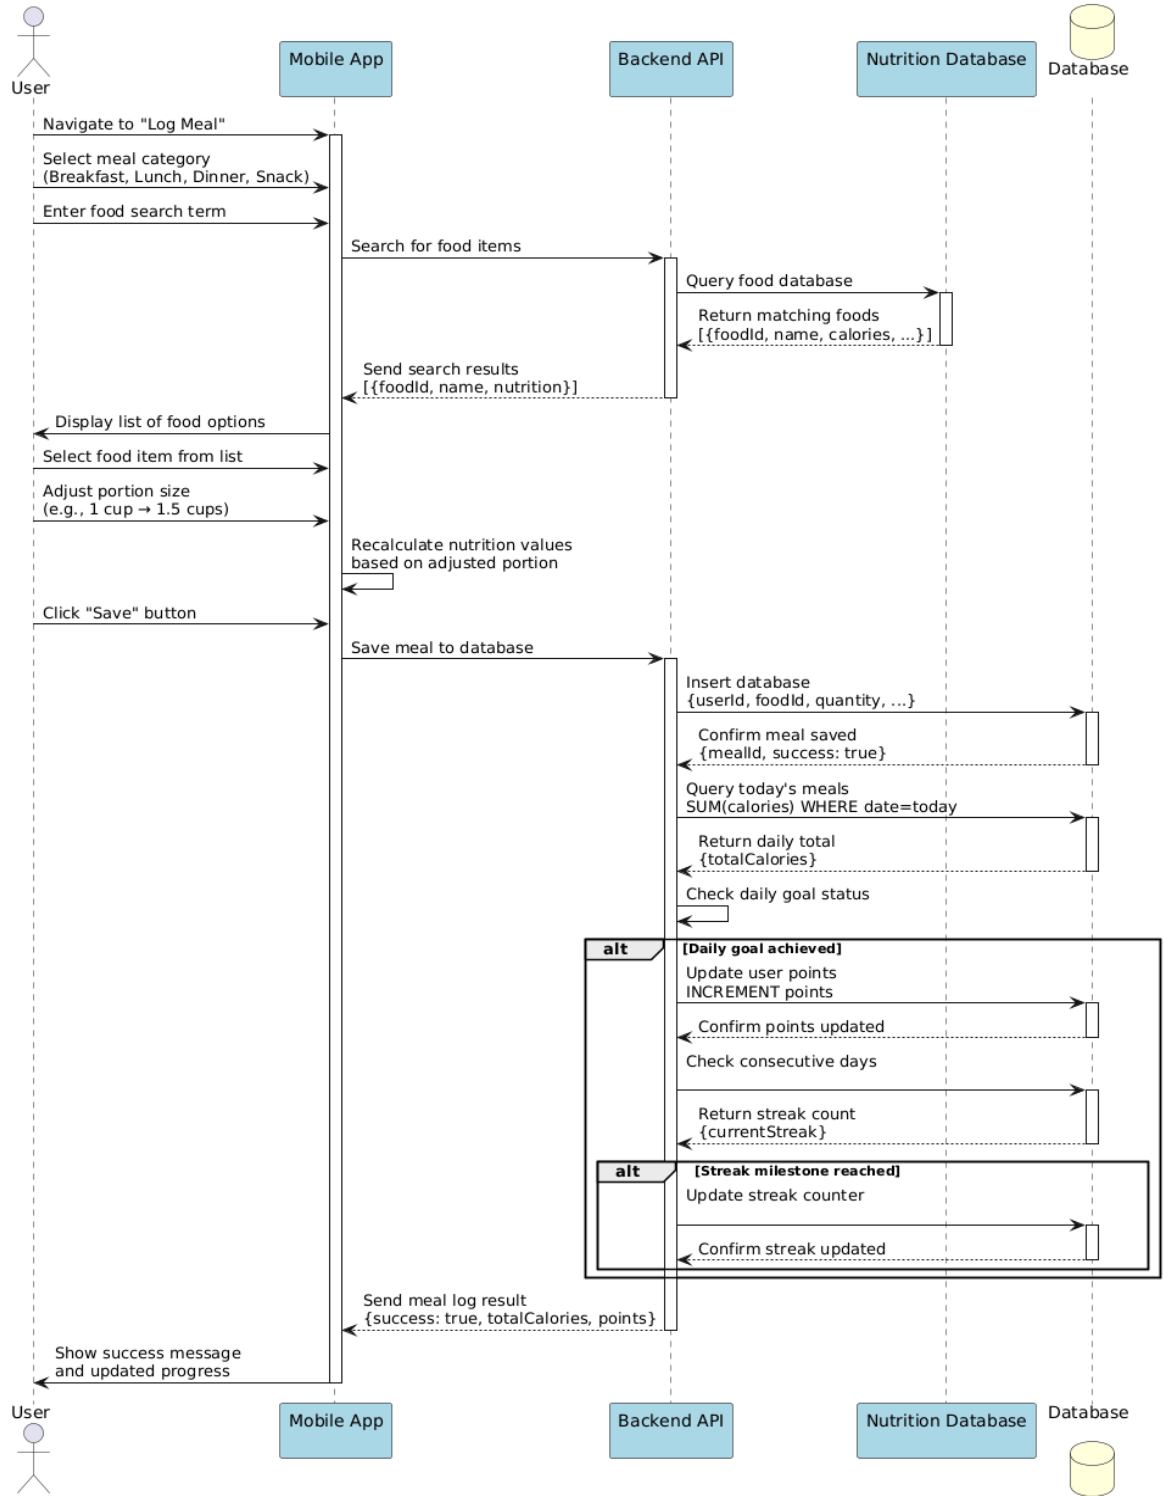 User
Mobile App
Backend API
Nutrition Database
Database
Navigate to "Log Meal"
Select meal category
(Breakfast, Lunch, Dinner, Snack)
Enter food search term
Search for food items
Query food database
Return matching foods
[{foodId, name, calories, ...}]
Send search results
[{foodId, name, nutrition}]
Display list of food options
Select food item from list
Adjust portion size
(e.g., 1 cup → 1.5 cups)
Recalculate nutrition values
based on adjusted portion
Click "Save" button
Save meal to database
Insert database
{userId, foodId, quantity, ...}
Confirm meal saved
{mealId, success: true}
Query today's meals
SUM(calories) WHERE date=today
Return daily total
{totalCalories}
Check daily goal status
alt [Daily goal achieved]
Update user points
INCREMENT points
Confirm points updated
Check consecutive days
Return streak count
{currentStreak}
alt [Streak milestone reached]
Update streak counter
Confirm streak updated
Send meal log result
{success: true, totalCalories, points}
Show success message
and updated progress
User
Mobile App
Backend API
Nutrition Database
Database